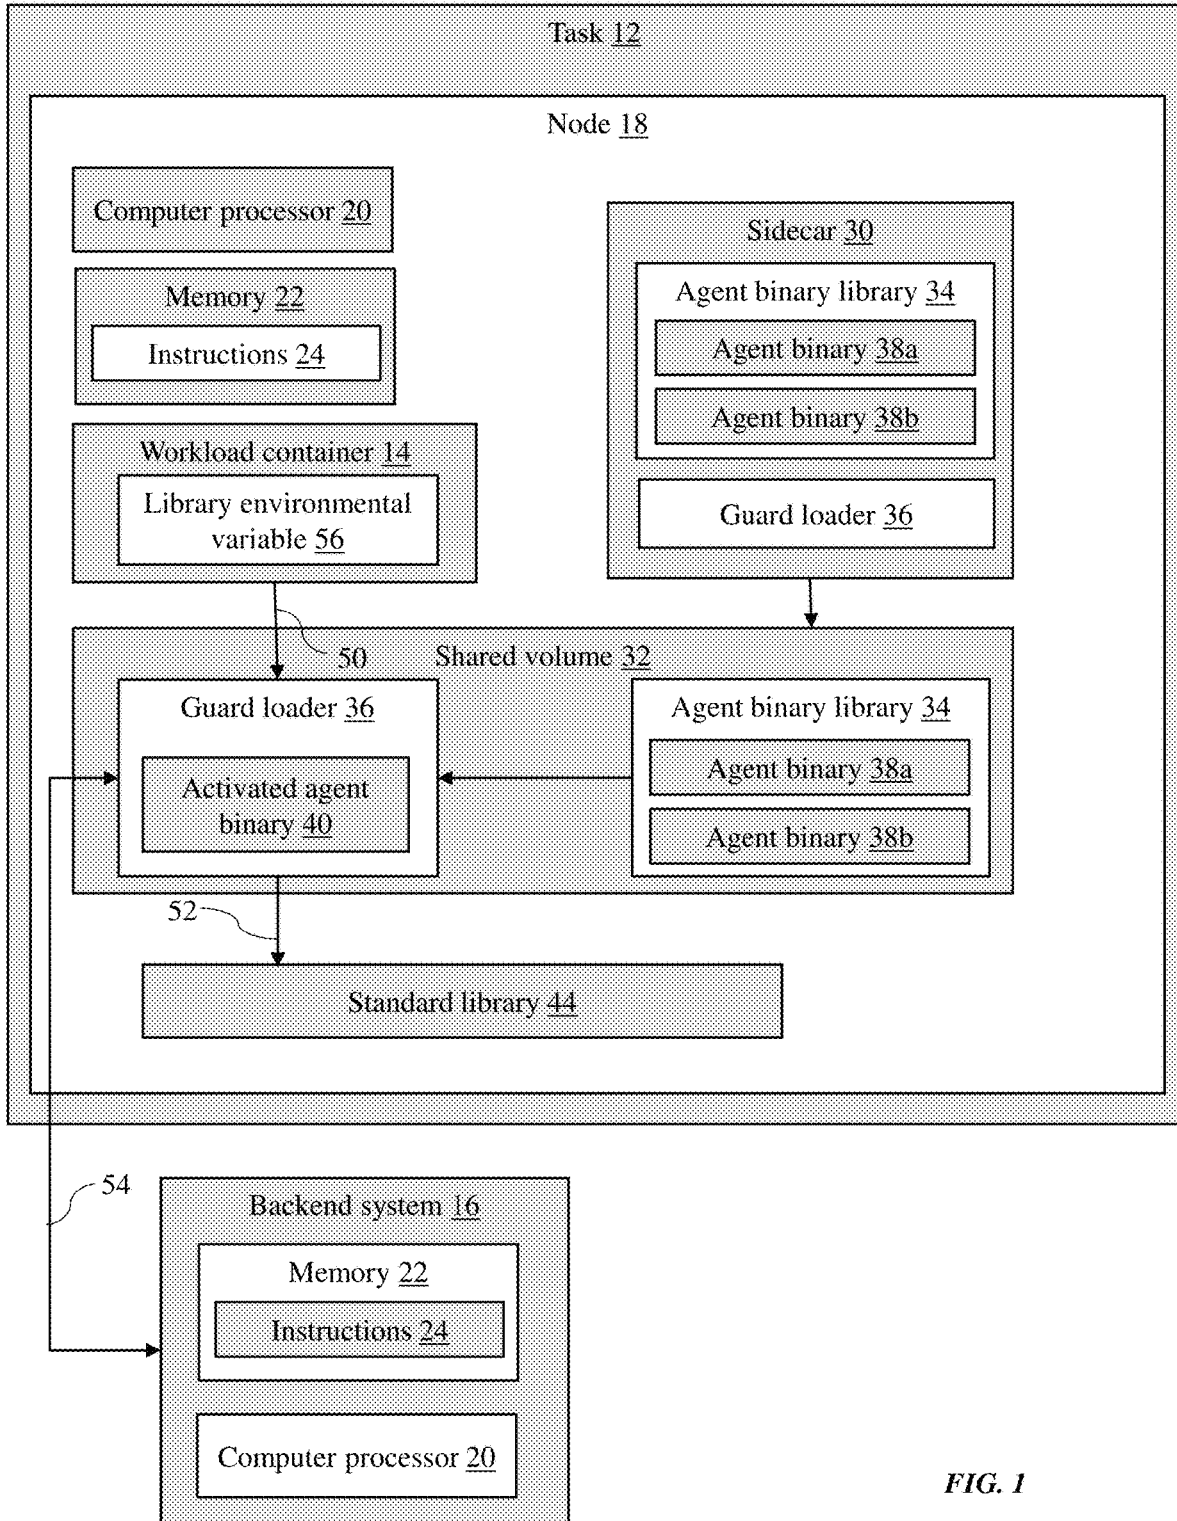 Task 12
Node 18
Computer processor 20
Memory 22
Instructions 24
Workload container 14
Library environmental
variable 56
Sidecar 30
Agent binary library 34
Agent binary 38a
Agent binary 38b
Guard loader 36
50
Shared volume 32
Guard loader 36
Activated agent
binary 40
Agent binary library 34
Agent binary 38a
Agent binary 38b
52
Standard library 44
54
Backend system 16
Memory 22
Instructions 24
Computer processor 20
FIG. 1